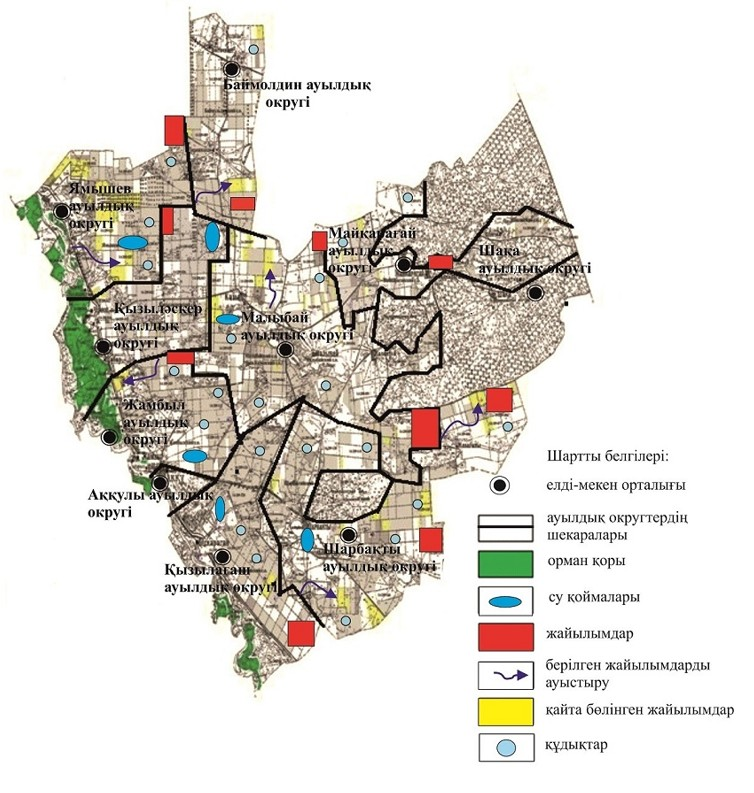 Баймолдин ауылдық
округі
Ямышев
ауылдық
округі
Майқарағай
ауылдық
округі
Шақа
ауылдық округі
Қызыләскер
ауылдық
округі
Малыбай
ауылдық округі
Жамбыл
ауылдық
округі
Аққулы ауылдық
округі
Қызылағаш
ауылдық округі
Шарбақты
ауылдық округі
Шартты белгілері:
елді-мекен орталығы
ауылдық округтердің
шекаралары
орман қоры
су қоймалары
жайылымдар
берілген жайылымдарды
ауыстыру
қайта бөлінген жайылымдар
құдықтар